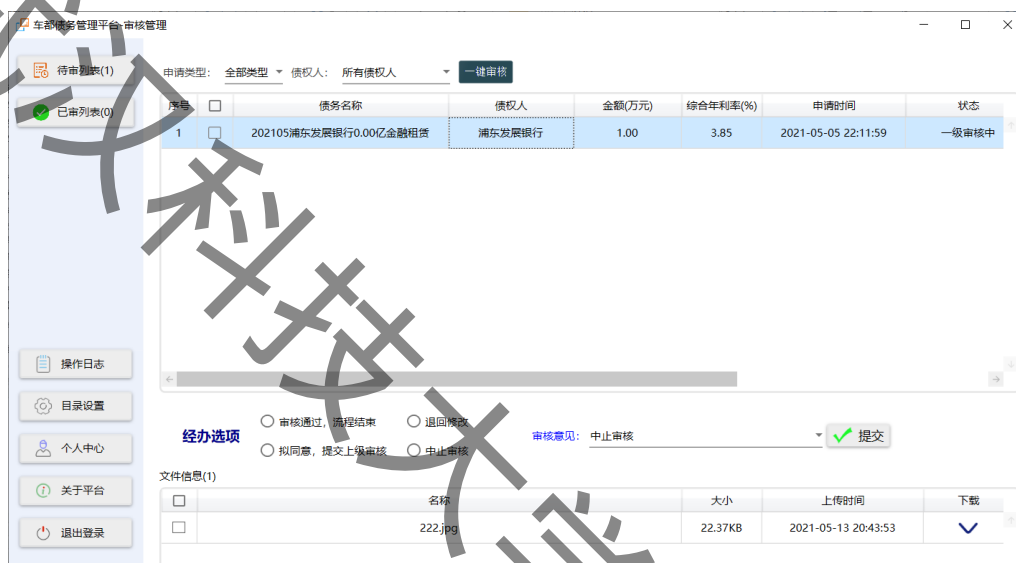 车都债务管理平台-审核管理
待审列表(1)
已审列表(0)
操作日志
目录设置
个人中心
关于平台
退出登录
申请类型： 全部类型 债权人： 所有债权人 一键审核
序号 债务名称 债权人 金额(万元) 综合年利率(%) 申请时间 状态
1 202105浦东发展银行0.00亿金融租赁 浦东发展银行 1.00 3.85 2021-05-05 22:11:59 一级审核中
经办选项
审核通过，流程结束 退回修改
拟同意，提交上级审核 中止审核
审核意见： 中止审核 提交
文件信息(1)
名称 大小 上传时间 下载
222.jpg 22.37KB 2021-05-13 20:43:53
汉科技大学